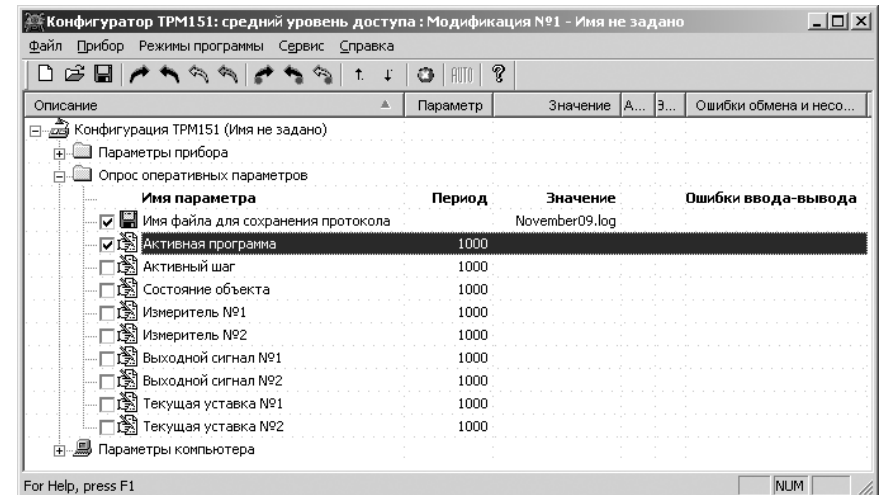 Конфигуратор ТРМ151: средний уровень доступа : Модификация №1 - Имя не задано
Файл Прибор Режимы программы Сервис Справка
AUTO
Описание Параметр Значение А... З... Ошибки обмена и несо...
Конфигурация ТРМ151 (Имя не задано)
Параметры прибора
Опрос оперативных параметров
Имя параметра Период Значение Ошибки ввода-вывода
Имя файла для сохранения протокола November09.log
Активная программа 1000
Активный шаг 1000
Состояние объекта 1000
Измеритель №1 1000
Измеритель №2 1000
Выходной сигнал №1 1000
Выходной сигнал №2 1000
Текущая уставка №1 1000
Текущая уставка №2 1000
Параметры компьютера
For Help, press F1 NUM